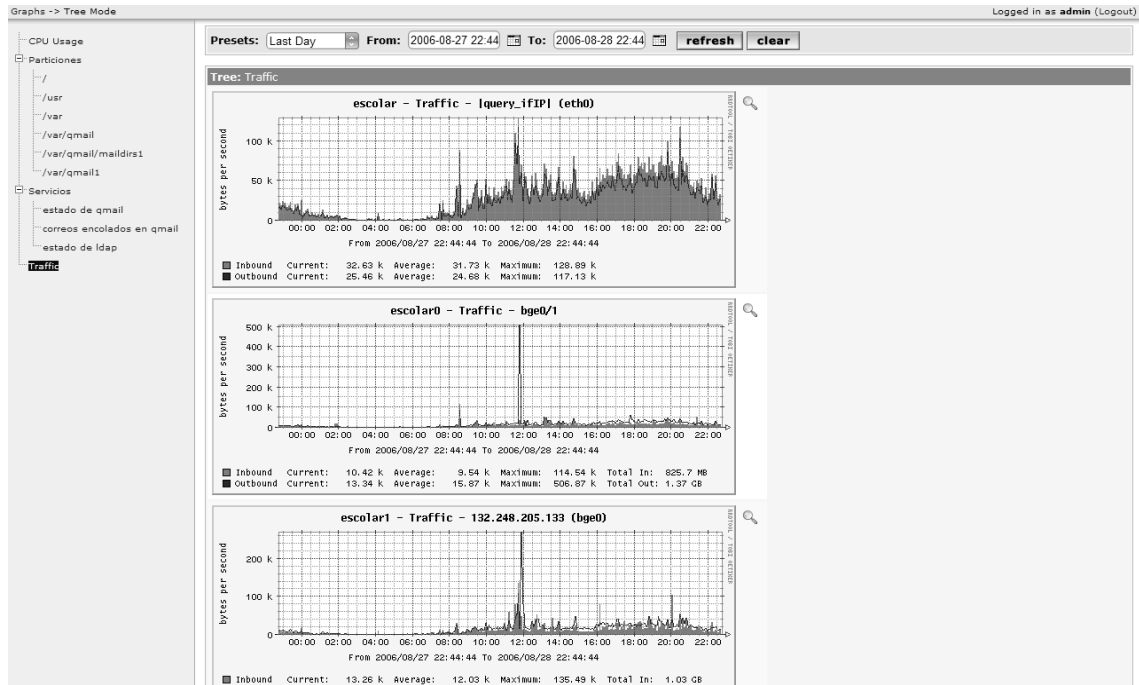 Graphs -> Tree Mode
Logged in as admin (Logout)
CPU Usage
Particiones
/
/usr
/var
/var/qmail
/var/qmail/maildirs1
/var/qmail1
Servicios
estado de qmail
correos encolados en qmail
estado de ldap
Traffic
Presets: Last Day From: 2006-08-27 22:44 To: 2006-08-28 22:44 refresh clear
Tree: Traffic
escolar - Traffic - |query_ifIP| (eth0)
RRDTOOL / TOBI OETIKER
bytes per second
100 k
50 k
0
00:00 02:00 04:00 06:00 08:00 10:00 12:00 14:00 16:00 18:00 20:00 22:00
From 2006/08/27 22:44:44 To 2006/08/28 22:44:44
Inbound Current: 32.63 k Average: 31.73 k Maximum: 128.89 k
Outbound Current: 25.46 k Average: 24.68 k Maximum: 117.13 k
escolar0 - Traffic - bge0/1
RRDTOOL / TOBI OETIKER
bytes per second
500 k
400 k
300 k
200 k
100 k
0
00:00 02:00 04:00 06:00 08:00 10:00 12:00 14:00 16:00 18:00 20:00 22:00
From 2006/08/27 22:44:44 To 2006/08/28 22:44:44
Inbound Current: 10.42 k Average: 9.54 k Maximum: 114.54 k Total In: 825.7 MB
Outbound Current: 13.34 k Average: 15.87 k Maximum: 506.87 k Total Out: 1.37 GB
escolar1 - Traffic - 132.248.205.133 (bge0)
RRDTOOL / TOBI OETIKER
bytes per second
200 k
100 k
0
00:00 02:00 04:00 06:00 08:00 10:00 12:00 14:00 16:00 18:00 20:00 22:00
From 2006/08/27 22:44:44 To 2006/08/28 22:44:44
Inbound Current: 13.26 k Average: 12.03 k Maximum: 135.49 k Total In: 1.03 GB